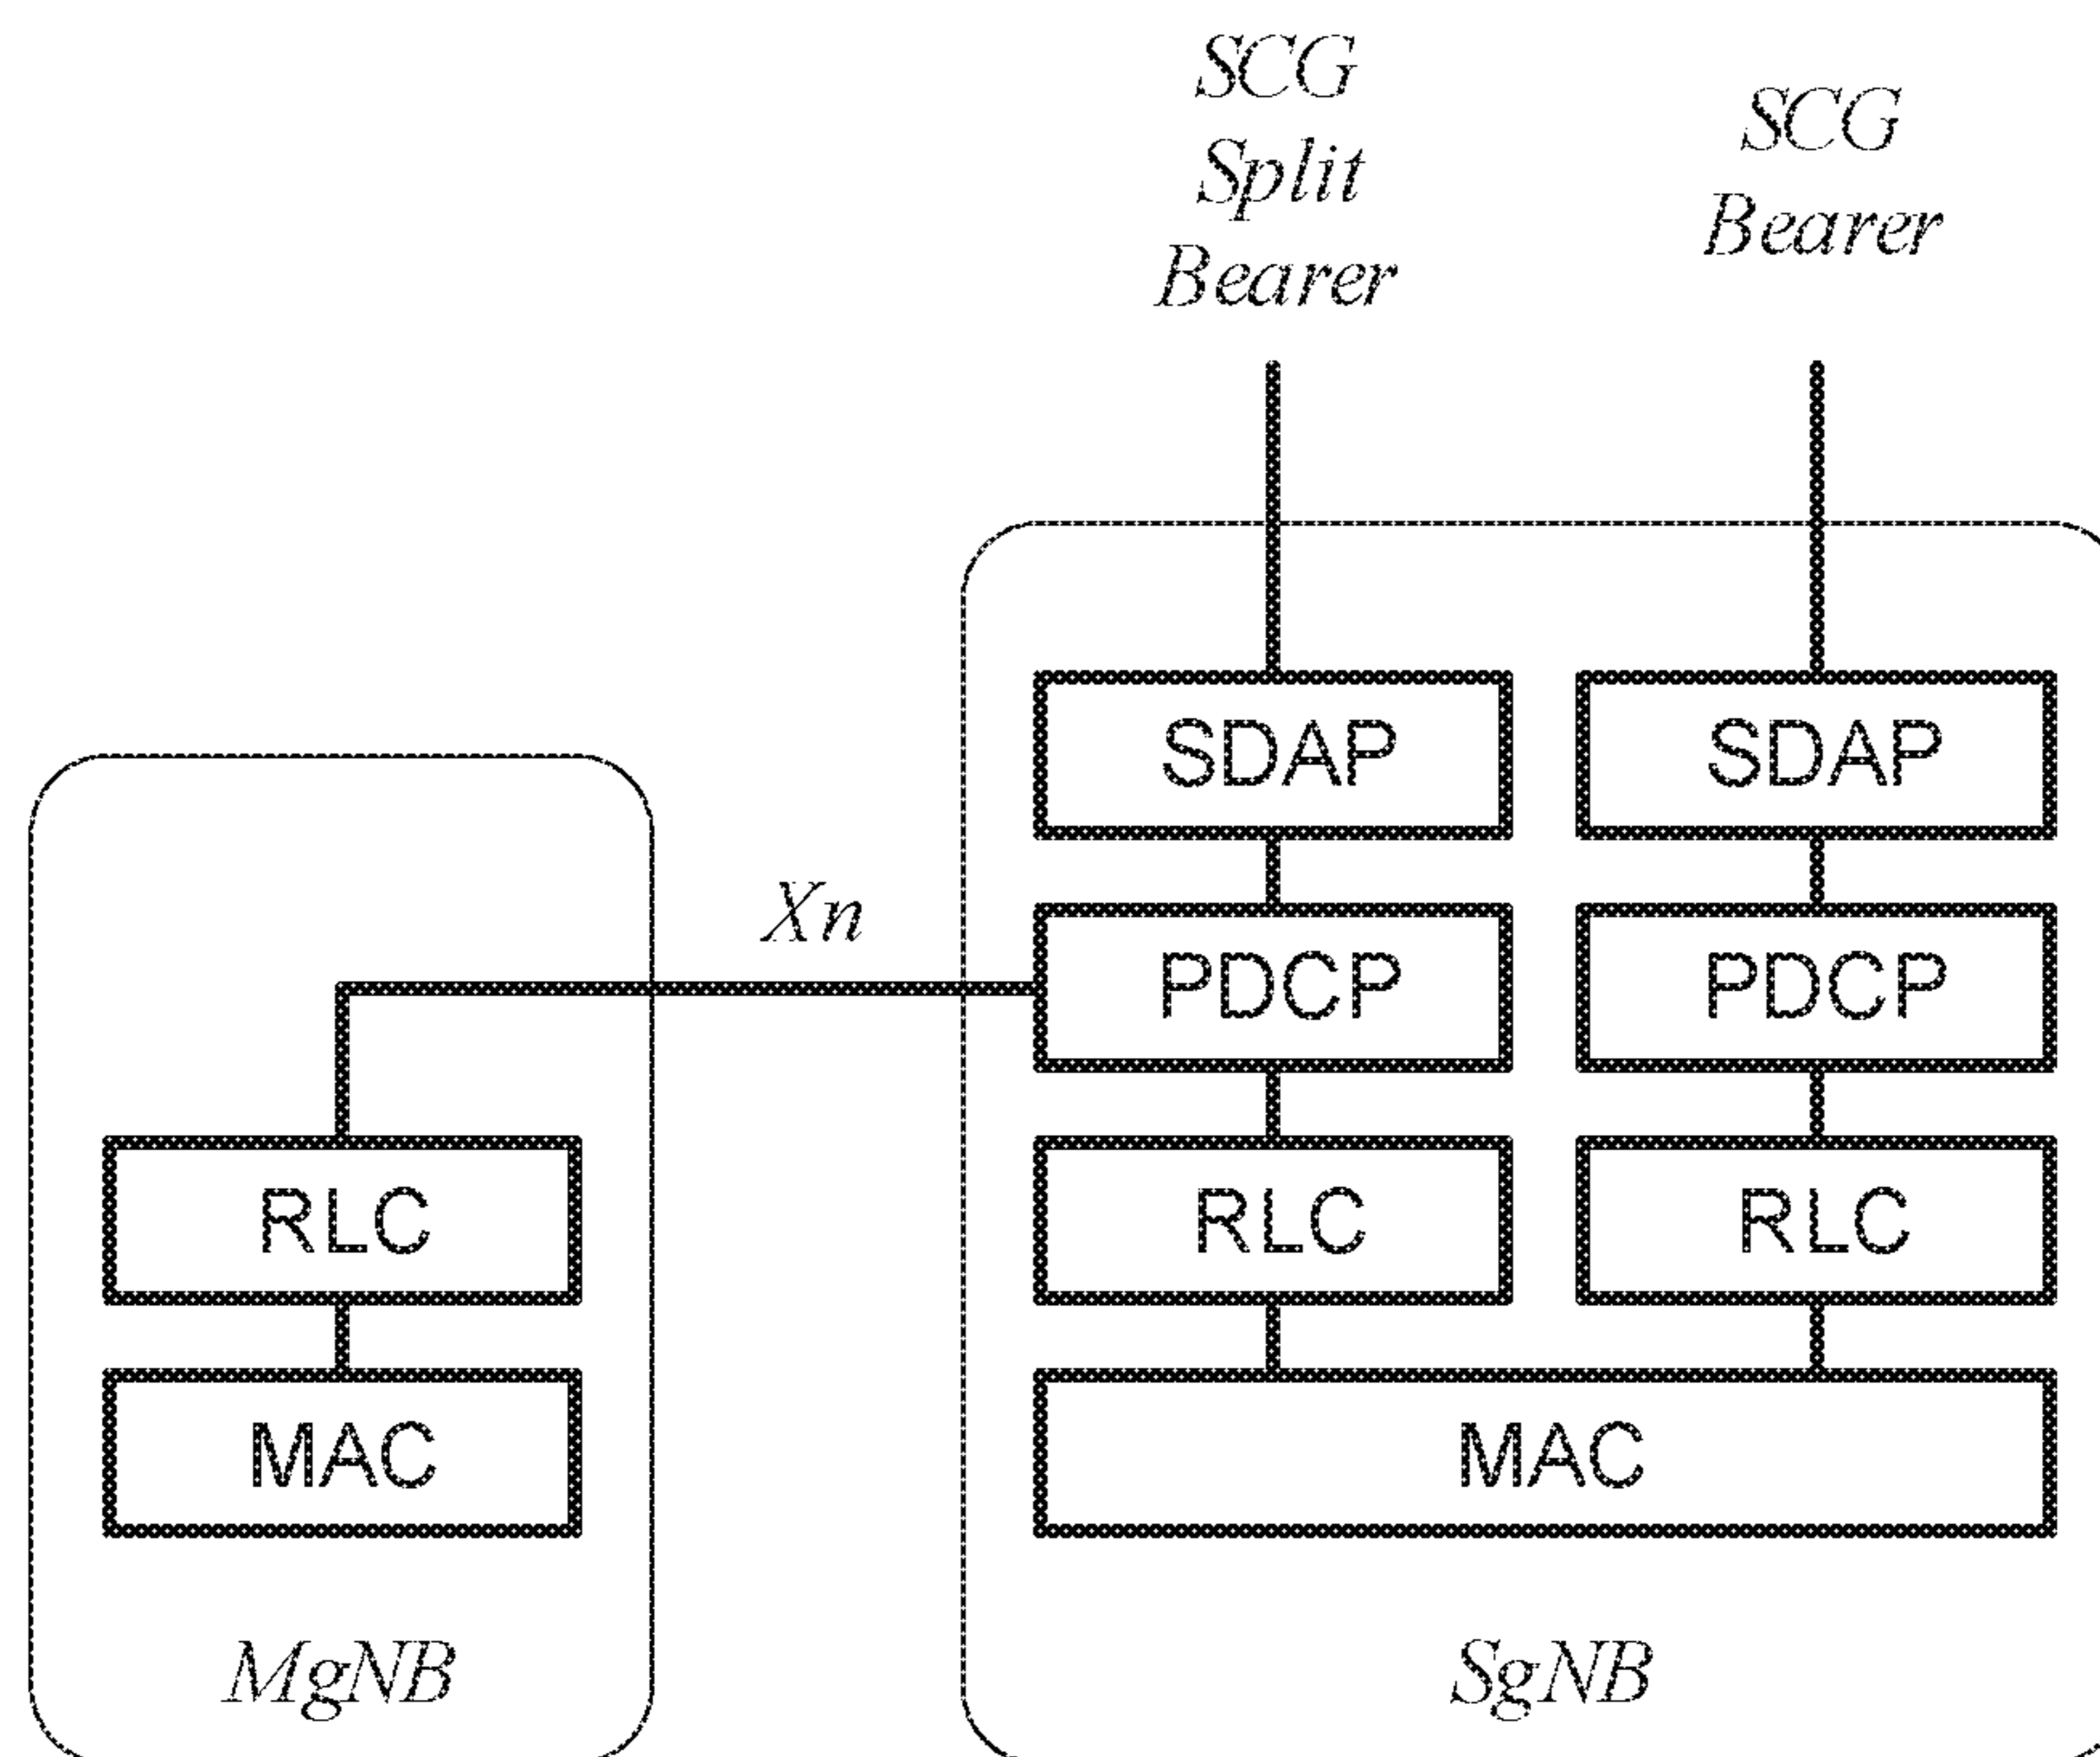 SCG
Split
Bearer
SCG
Bearer
SDAP
SDAP
Xn
PDCP
PDCP
RLC
RLC
RLC
MAC
MAC
MgNB
SgNB